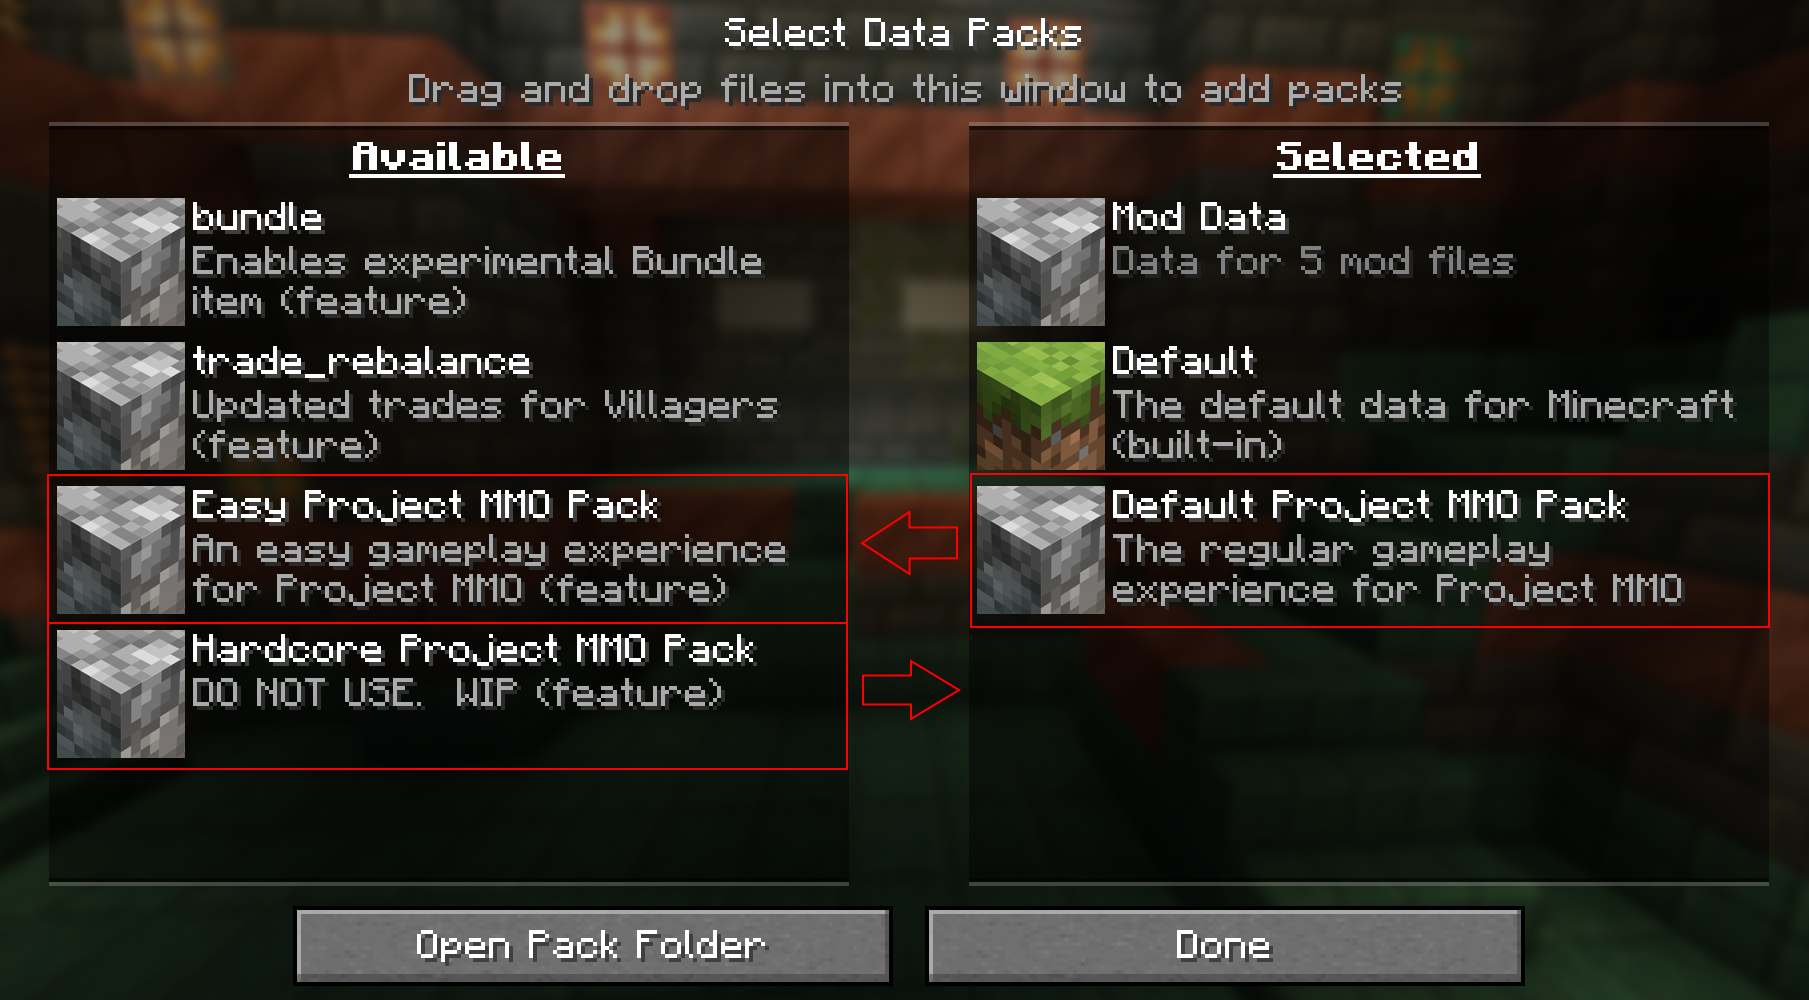 Select Data Packs
Drag and drop files into this window to add packs
Available
bundle
Enables experimental Bundle
item (feature)
trade_rebalance
Updated trades for Villagers
(feature)
Easy Project MMO Pack
An easy gameplay experience
for Project MMO (feature)
Hardcore Project MMO Pack
DO NOT USE.  WIP (feature)
Selected
Mod Data
Data for 5 mod files
Default
The default data for Minecraft
(built-in)
Default Project MMO Pack
The regular gameplay
experience for Project MMO
Open Pack Folder
Done